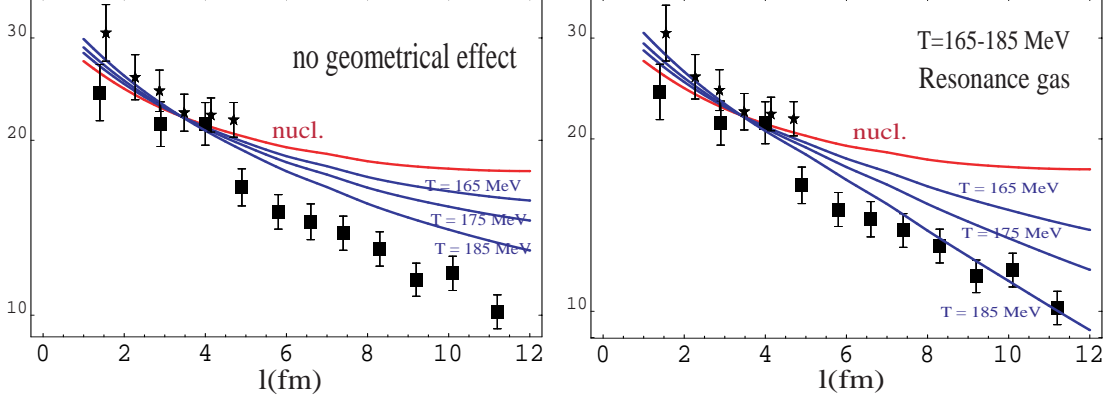 30
20
10
no geometrical effect
nucl.
T = 165 MeV
T = 175 MeV
T = 185 MeV
0 2 4 6 8 10 12
l(fm)
30
20
10
T=165-185 MeV
Resonance gas
nucl.
T = 165 MeV
T = 175 MeV
T = 185 MeV
0 2 4 6 8 10 12
l(fm)